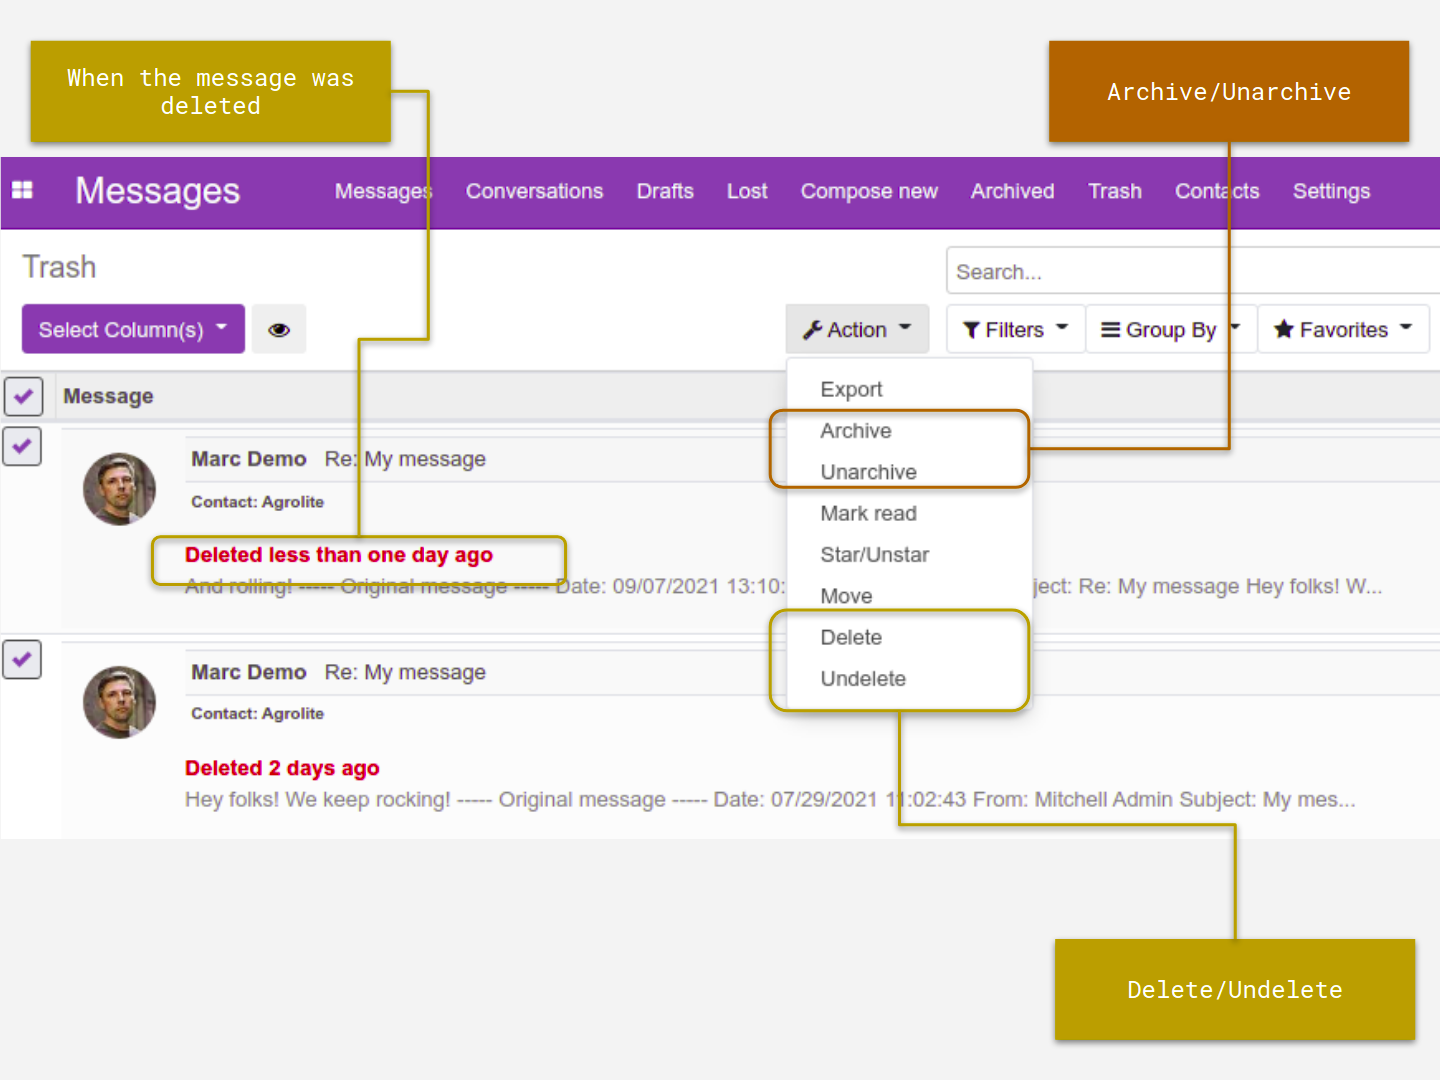 When the message was
deleted
Archive/Unarchive
Messages
Messages Conversations Drafts Lost Compose new Archived Trash Contacts Settings
Trash
Search...
Select Column(s)
Action
Filters
Group By
Favorites
Message
Export
Archive
Unarchive
Mark read
Star/Unstar
Move
Delete
Undelete
Marc Demo Re: My message
Contact: Agrolite
Deleted less than one day ago
And rolling! ----- Original message ----- Date: 09/07/2021 13:10: ject: Re: My message Hey folks! W...
Marc Demo Re: My message
Contact: Agrolite
Deleted 2 days ago
Hey folks! We keep rocking! ----- Original message ----- Date: 07/29/2021 11:02:43 From: Mitchell Admin Subject: My mes...
Delete/Undelete